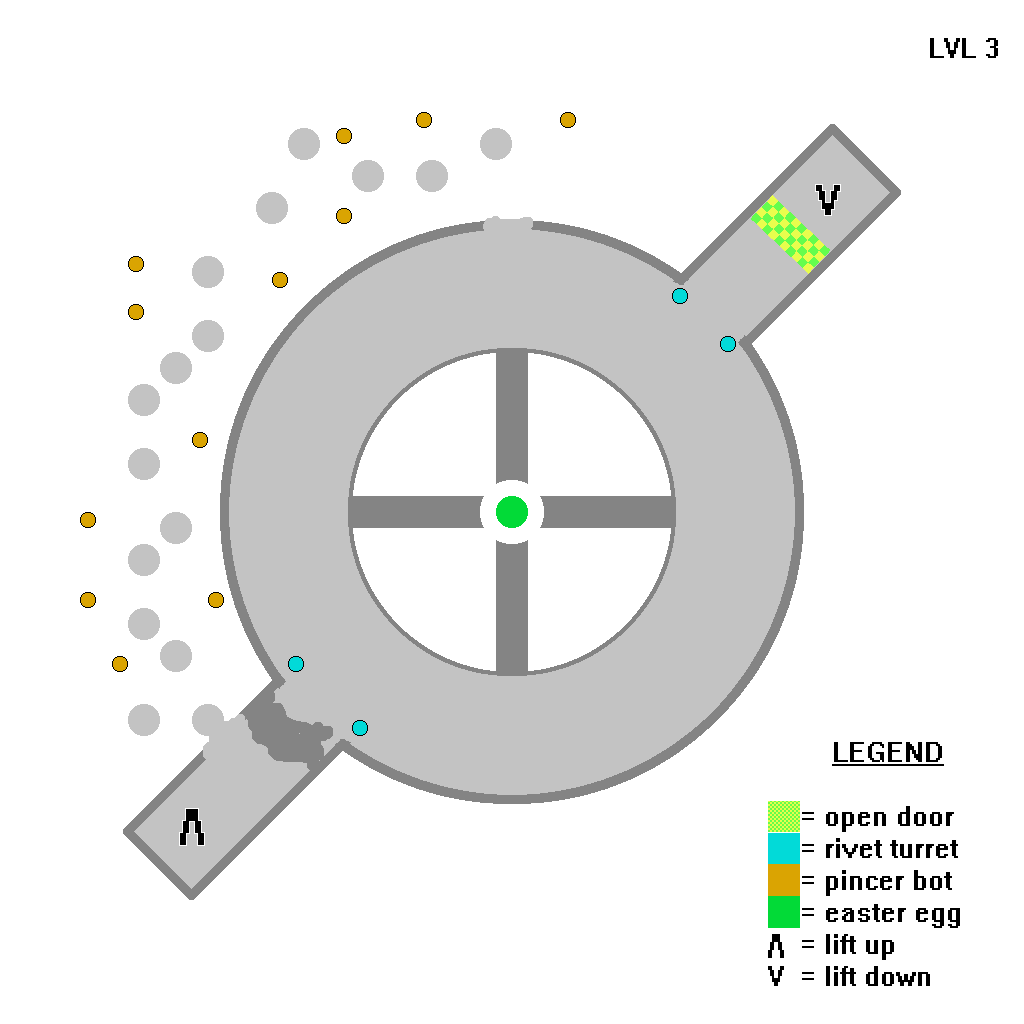 LVL 3
V
Λ
LEGEND
= open door
= rivet turret
= pincer bot
= easter egg
Λ = lift up
V = lift down